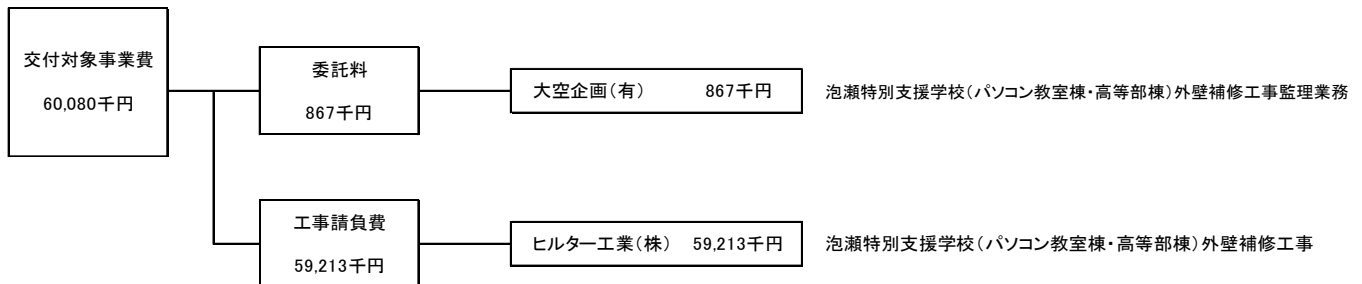 交付対象事業費
60,080千円
委託料
867千円
大空企画(有) 867千円
泡瀬特別支援学校(パソコン教室棟・高等部棟)外壁補修工事監理業務
工事請負費
59,213千円
ヒルター工業(株) 59,213千円
泡瀬特別支援学校(パソコン教室棟・高等部棟)外壁補修工事